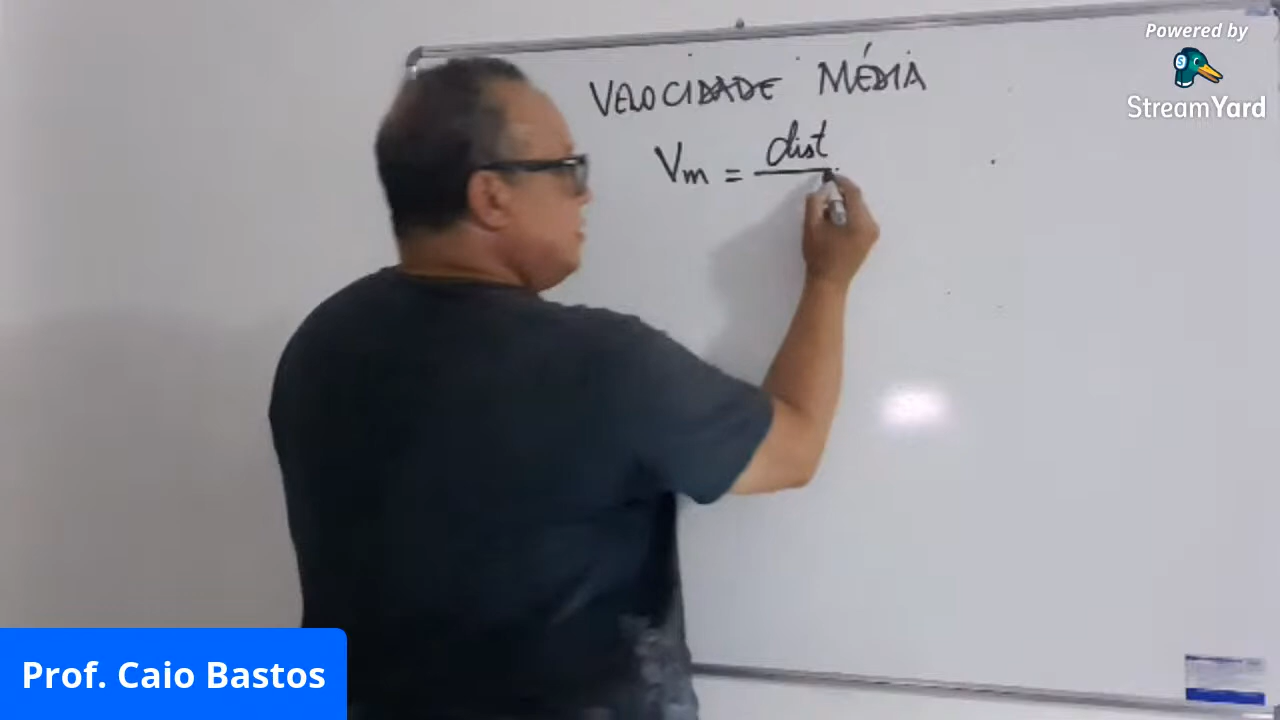 VELOCIDADE MÉDIA
Vm = dist
Powered by
StreamYard
Prof. Caio Bastos